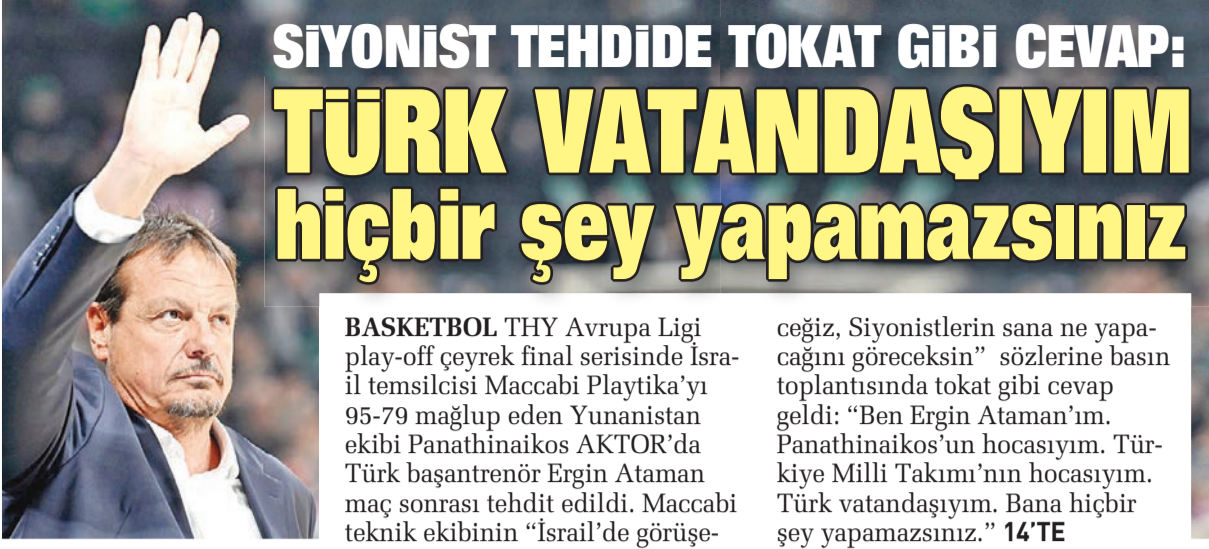 SİYONİST TEHDİDE TOKAT GİBİ CEVAP:
TÜRK VATANDAŞIYIM
hiçbir şey yapamazsınız
BASKETBOL THY Avrupa Ligi
play-off çeyrek final serisinde İsra-
il temsilcisi Maccabi Playtika’yı
95-79 mağlup eden Yunanistan
ekibi Panathinaikos AKTOR’da
Türk başantrenör Ergin Ataman
maç sonrası tehdit edildi. Maccabi
teknik ekibinin “İsrail’de görüşe-
ceğiz, Siyonistlerin sana ne yapa-
cağını göreceksin” sözlerine basın
toplantısında tokat gibi cevap
geldi: “Ben Ergin Ataman’ım.
Panathinaikos’un hocasıyım. Tür-
kiye Milli Takımı’nın hocasıyım.
Türk vatandaşıyım. Bana hiçbir
şey yapamazsınız.” 14’TE